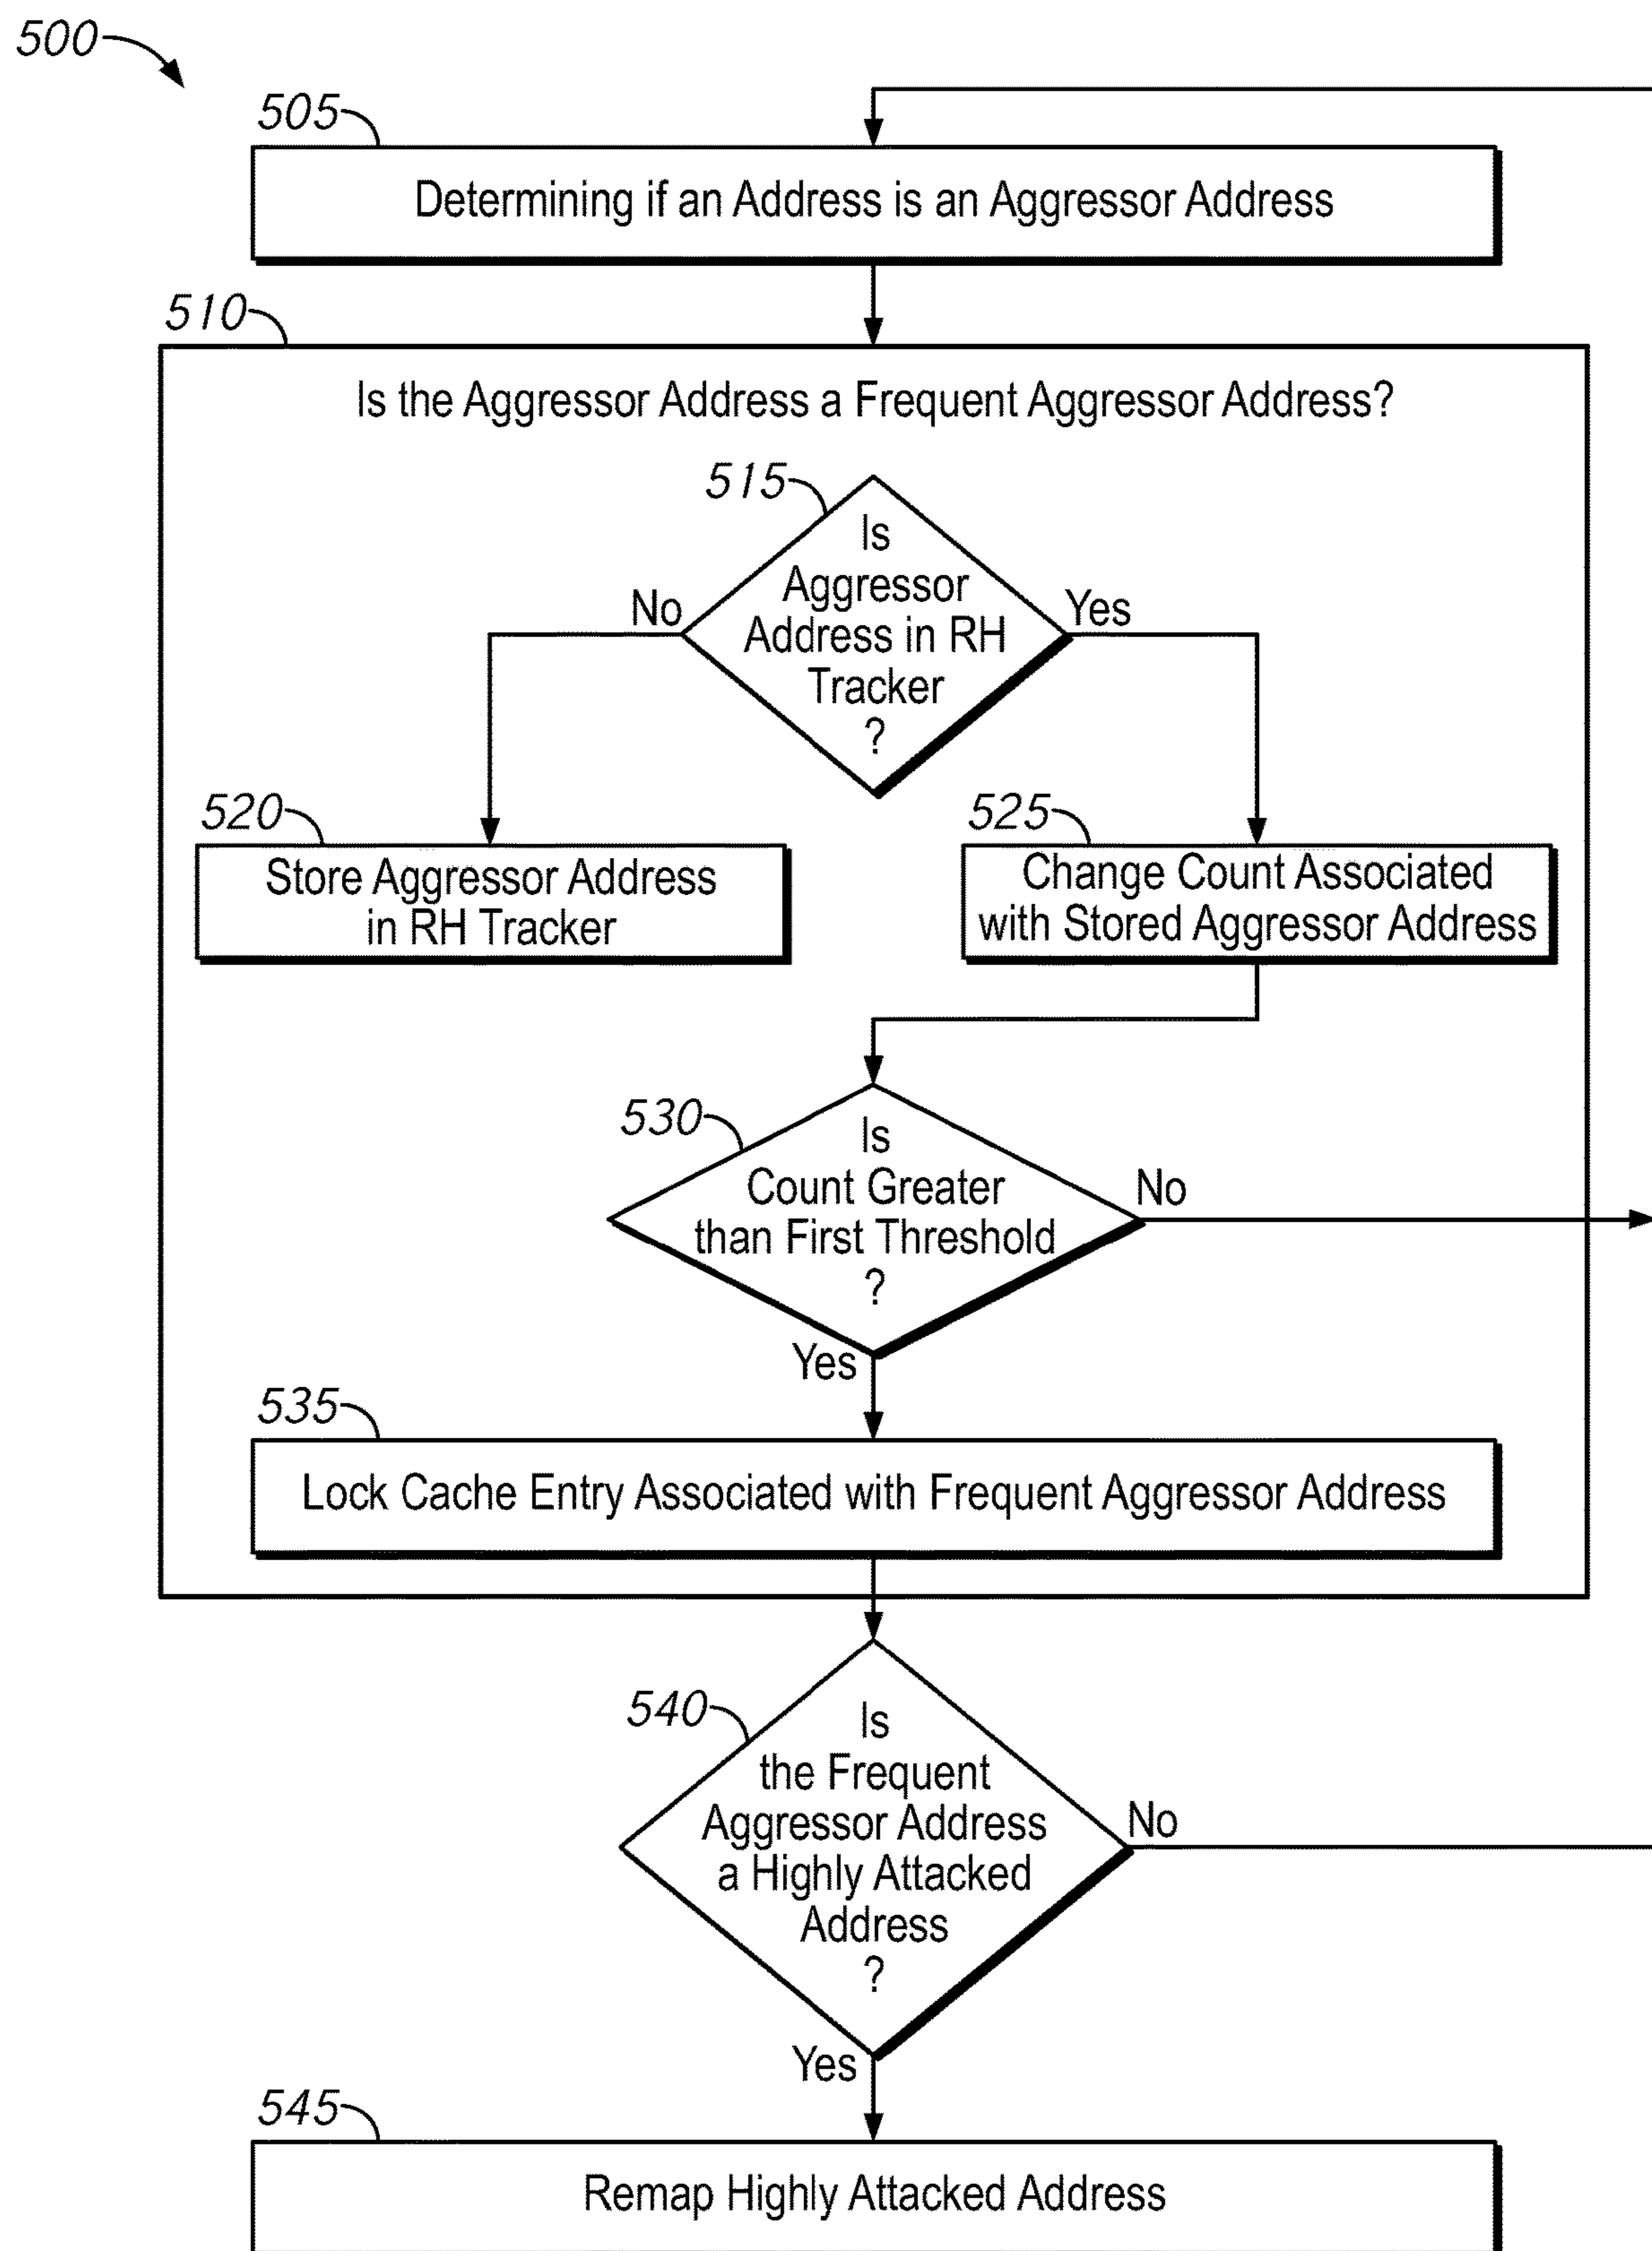 500
505
Determining if an Address is an Aggressor Address
510
Is the Aggressor Address a Frequent Aggressor Address?
515
Is
Aggressor
Address in RH
Tracker
?
No
Yes
520
Store Aggressor Address
in RH Tracker
525
Change Count Associated
with Stored Aggressor Address
530
Is
Count Greater
than First Threshold
?
No
Yes
535
Lock Cache Entry Associated with Frequent Aggressor Address
540
Is
the Frequent
Aggressor Address
a Highly Attacked
Address
?
No
Yes
545
Remap Highly Attacked Address